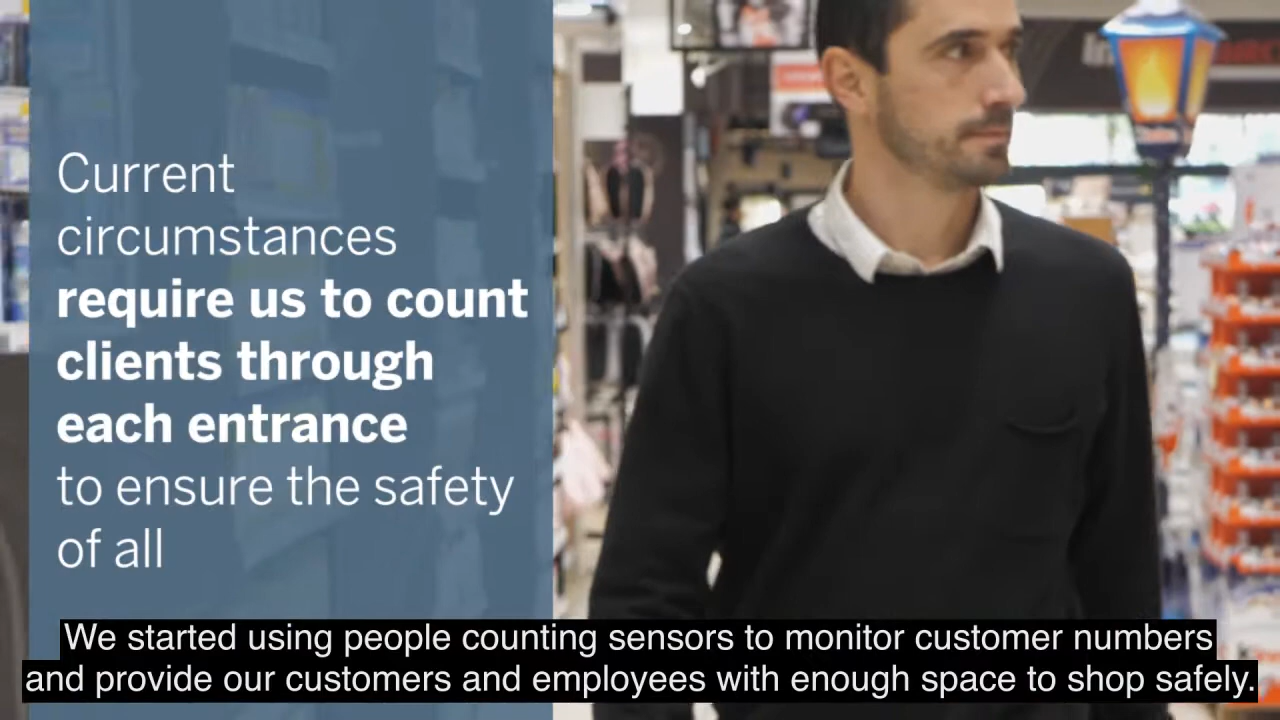 Current
circumstances
require us to count
clients through
each entrance
to ensure the safety
of all
We started using people counting sensors to monitor customer numbers
and provide our customers and employees with enough space to shop safely.